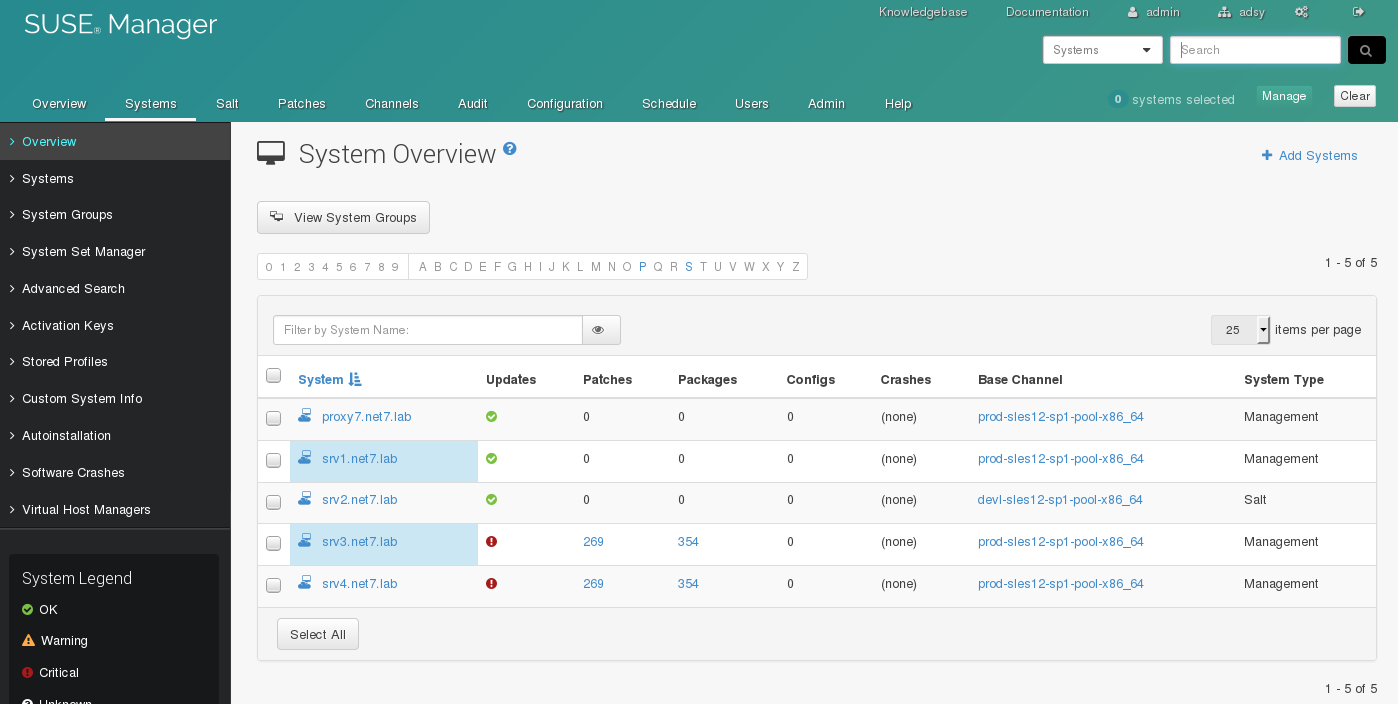 SUSE® Manager
Knowledgebase Documentation admin adsy
Systems Search
Overview Systems Salt Patches Channels Audit Configuration Schedule Users Admin Help 0 systems selected Manage Clear
Overview
Systems
System Groups
System Set Manager
Advanced Search
Activation Keys
Stored Profiles
Custom System Info
Autoinstallation
Software Crashes
Virtual Host Managers
System Legend
OK
Warning
Critical
Unknown
System Overview ?
+ Add Systems
View System Groups
0 1 2 3 4 5 6 7 8 9 A B C D E F G H I J K L M N O P Q R S T U V W X Y Z
1 - 5 of 5
Filter by System Name:
25 items per page
System Updates Patches Packages Configs Crashes Base Channel System Type
proxy7.net7.lab 0 0 0 (none) prod-sles12-sp1-pool-x86_64 Management
srv1.net7.lab 0 0 0 (none) prod-sles12-sp1-pool-x86_64 Management
srv2.net7.lab 0 0 0 (none) devl-sles12-sp1-pool-x86_64 Salt
srv3.net7.lab 269 354 0 (none) prod-sles12-sp1-pool-x86_64 Management
srv4.net7.lab 269 354 0 (none) prod-sles12-sp1-pool-x86_64 Management
Select All
1 - 5 of 5